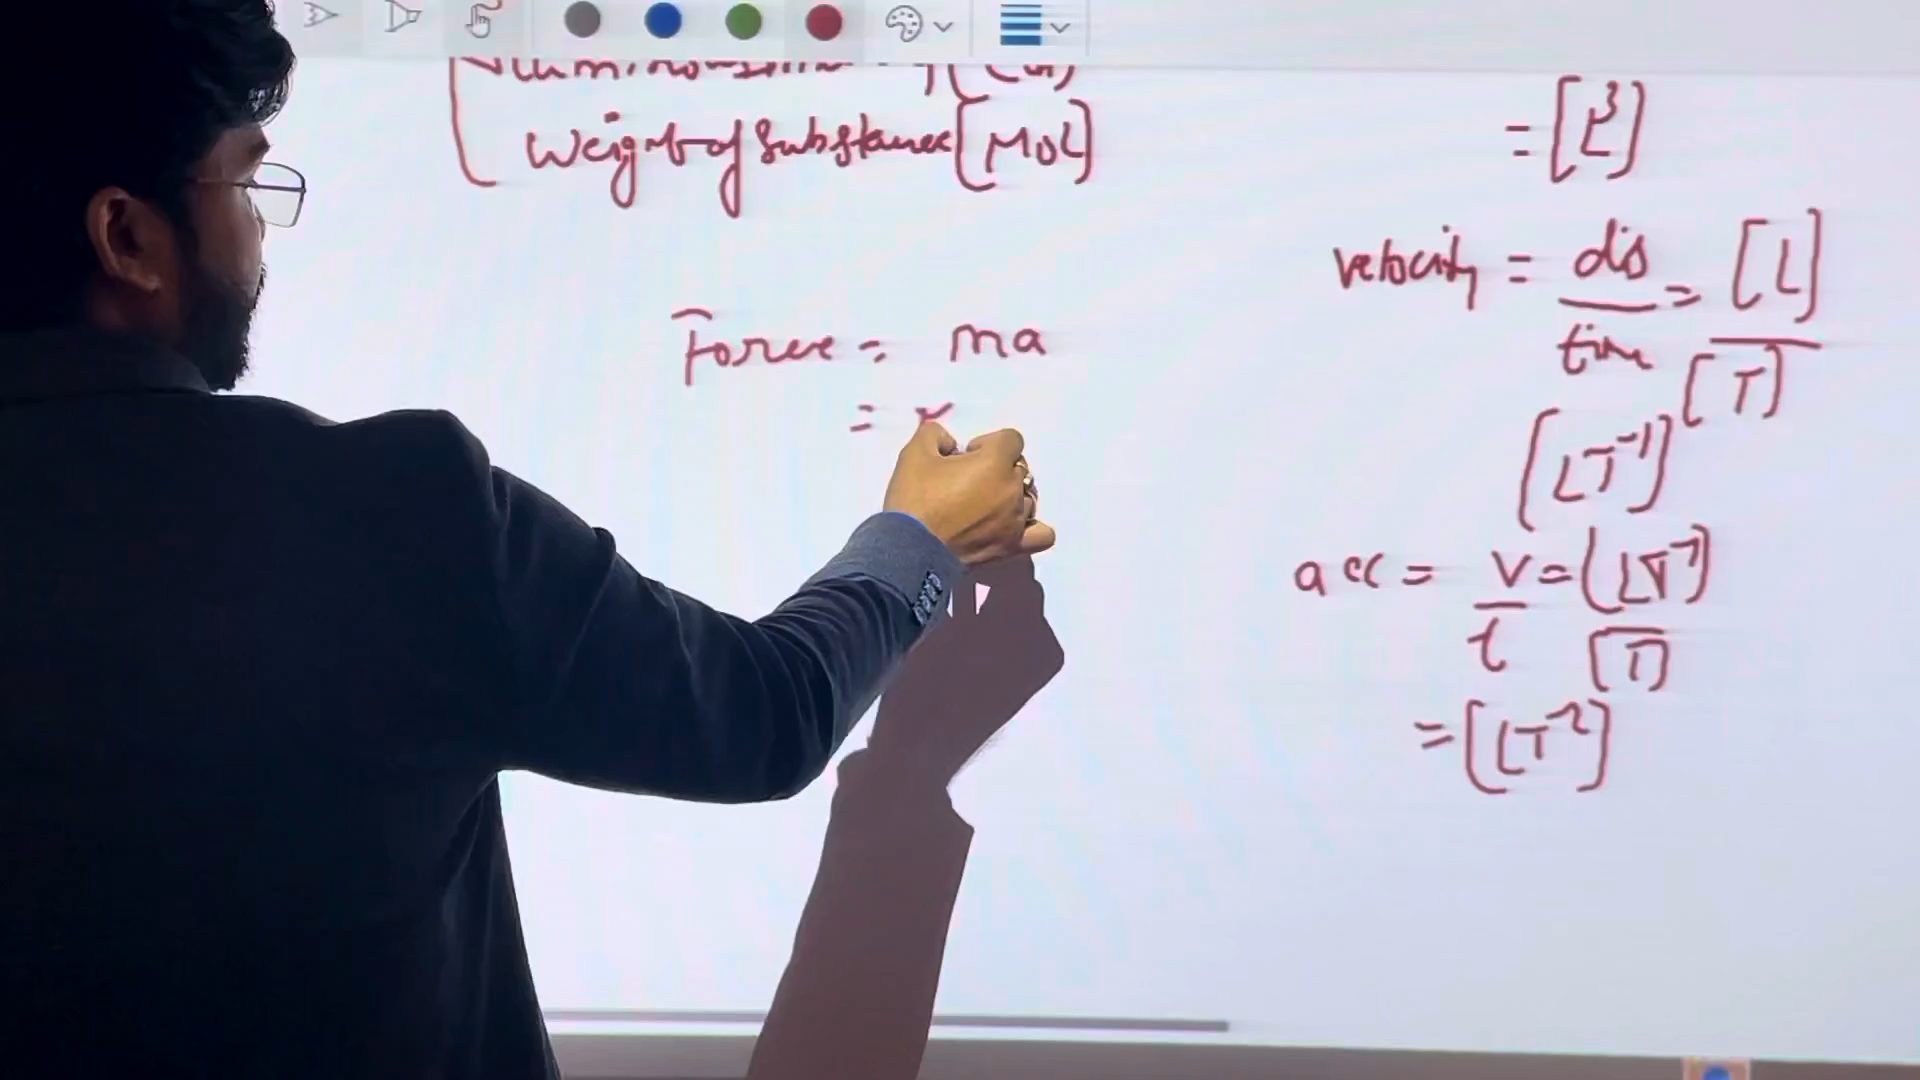 Weight of Substance [MOL]
Force = ma
=
= [L³]
velocity = dis/time = [L]/[T]
[LT⁻¹]
acc = v/t = [LT⁻¹]/[T]
= [LT⁻²]